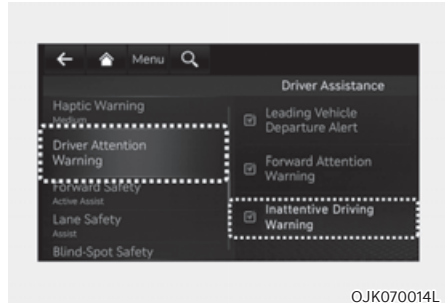 Menu
Driver Assistance
Haptic Warning
Medium
Driver Attention
Warning
Forward Safety
Active Assist
Lane Safety
Assist
Blind-Spot Safety
Leading Vehicle
Departure Alert
Forward Attention
Warning
Inattentive Driving
Warning
OJK070014L